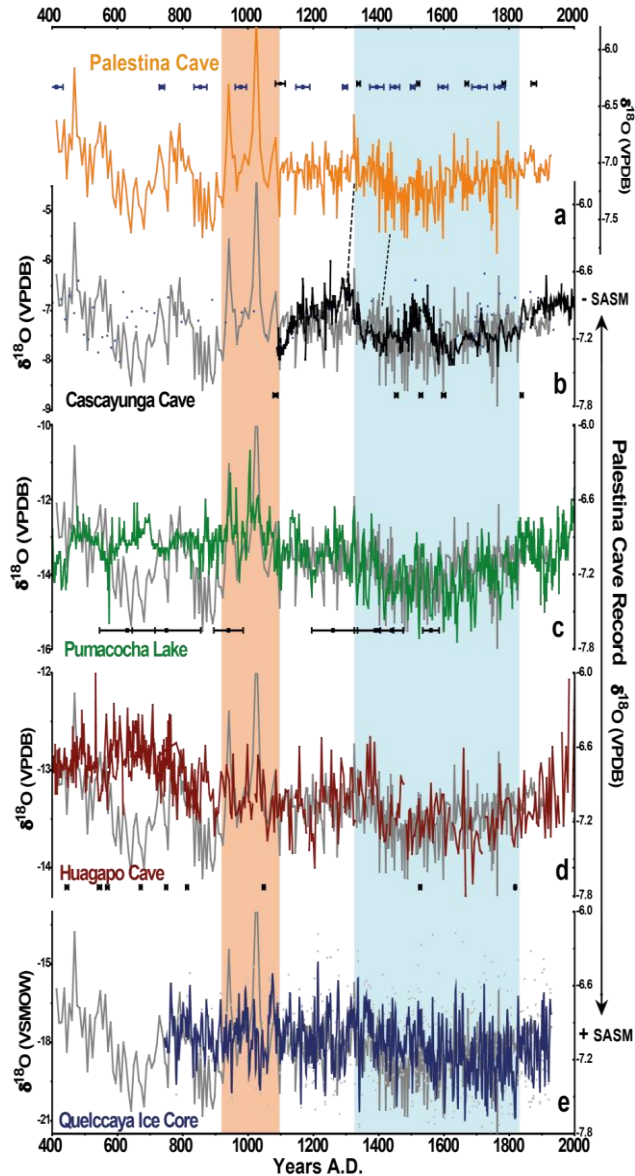 400 600 800 1000 1200 1400 1600 1800 2000
Palestina Cave
-6.0
-6.5
-7.0
6.0
7.5
δ18O (VPDB)
a
-5
-6
-7
-8
-9
δ18O (VPDB)
-6.6
-7.2
-7.8
- SASM
b
Cascayunga Cave
-10
-12
-14
-16
δ18O (VPDB)
-6.0
-6.6
-7.2
-7.8
c
Pumacocha Lake
Palestina Cave Record
δ18O (VPDB)
-12
-13
-14
δ18O (VPDB)
-6.0
-6.6
-7.2
-7.8
d
Huagapo Cave
-15
-18
-21
δ18O (VSMOW)
-6.0
-6.6
-7.2
-7.8
+ SASM
e
Quelccaya Ice Core
400 600 800 1000 1200 1400 1600 1800 2000
Years A.D.